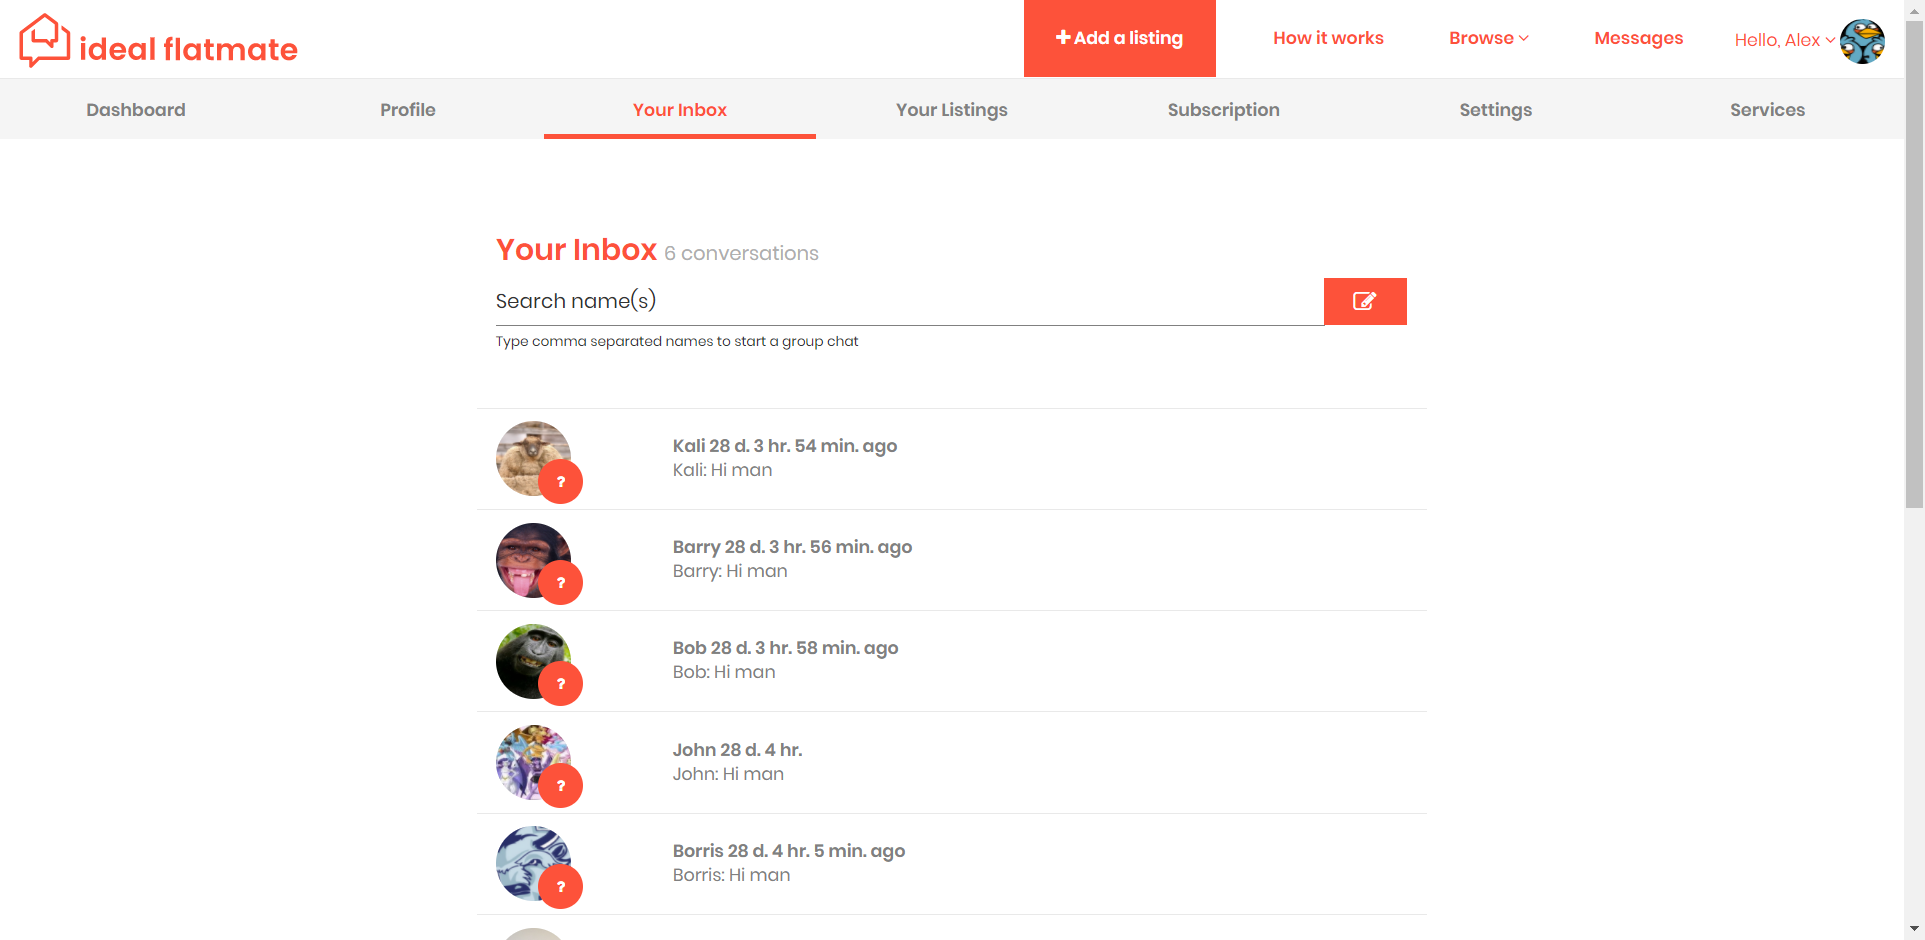 ideal flatmate
Add a listing
How it works
Browse
Messages
Hello, Alex
Dashboard
Profile
Your Inbox
Your Listings
Subscription
Settings
Services
Your Inbox 6 conversations
Search name(s)
Type comma separated names to start a group chat
Kali 28 d. 3 hr. 54 min. ago
Kali: Hi man
?
Barry 28 d. 3 hr. 56 min. ago
Barry: Hi man
?
Bob 28 d. 3 hr. 58 min. ago
Bob: Hi man
?
John 28 d. 4 hr.
John: Hi man
?
Borris 28 d. 4 hr. 5 min. ago
Borris: Hi man
?